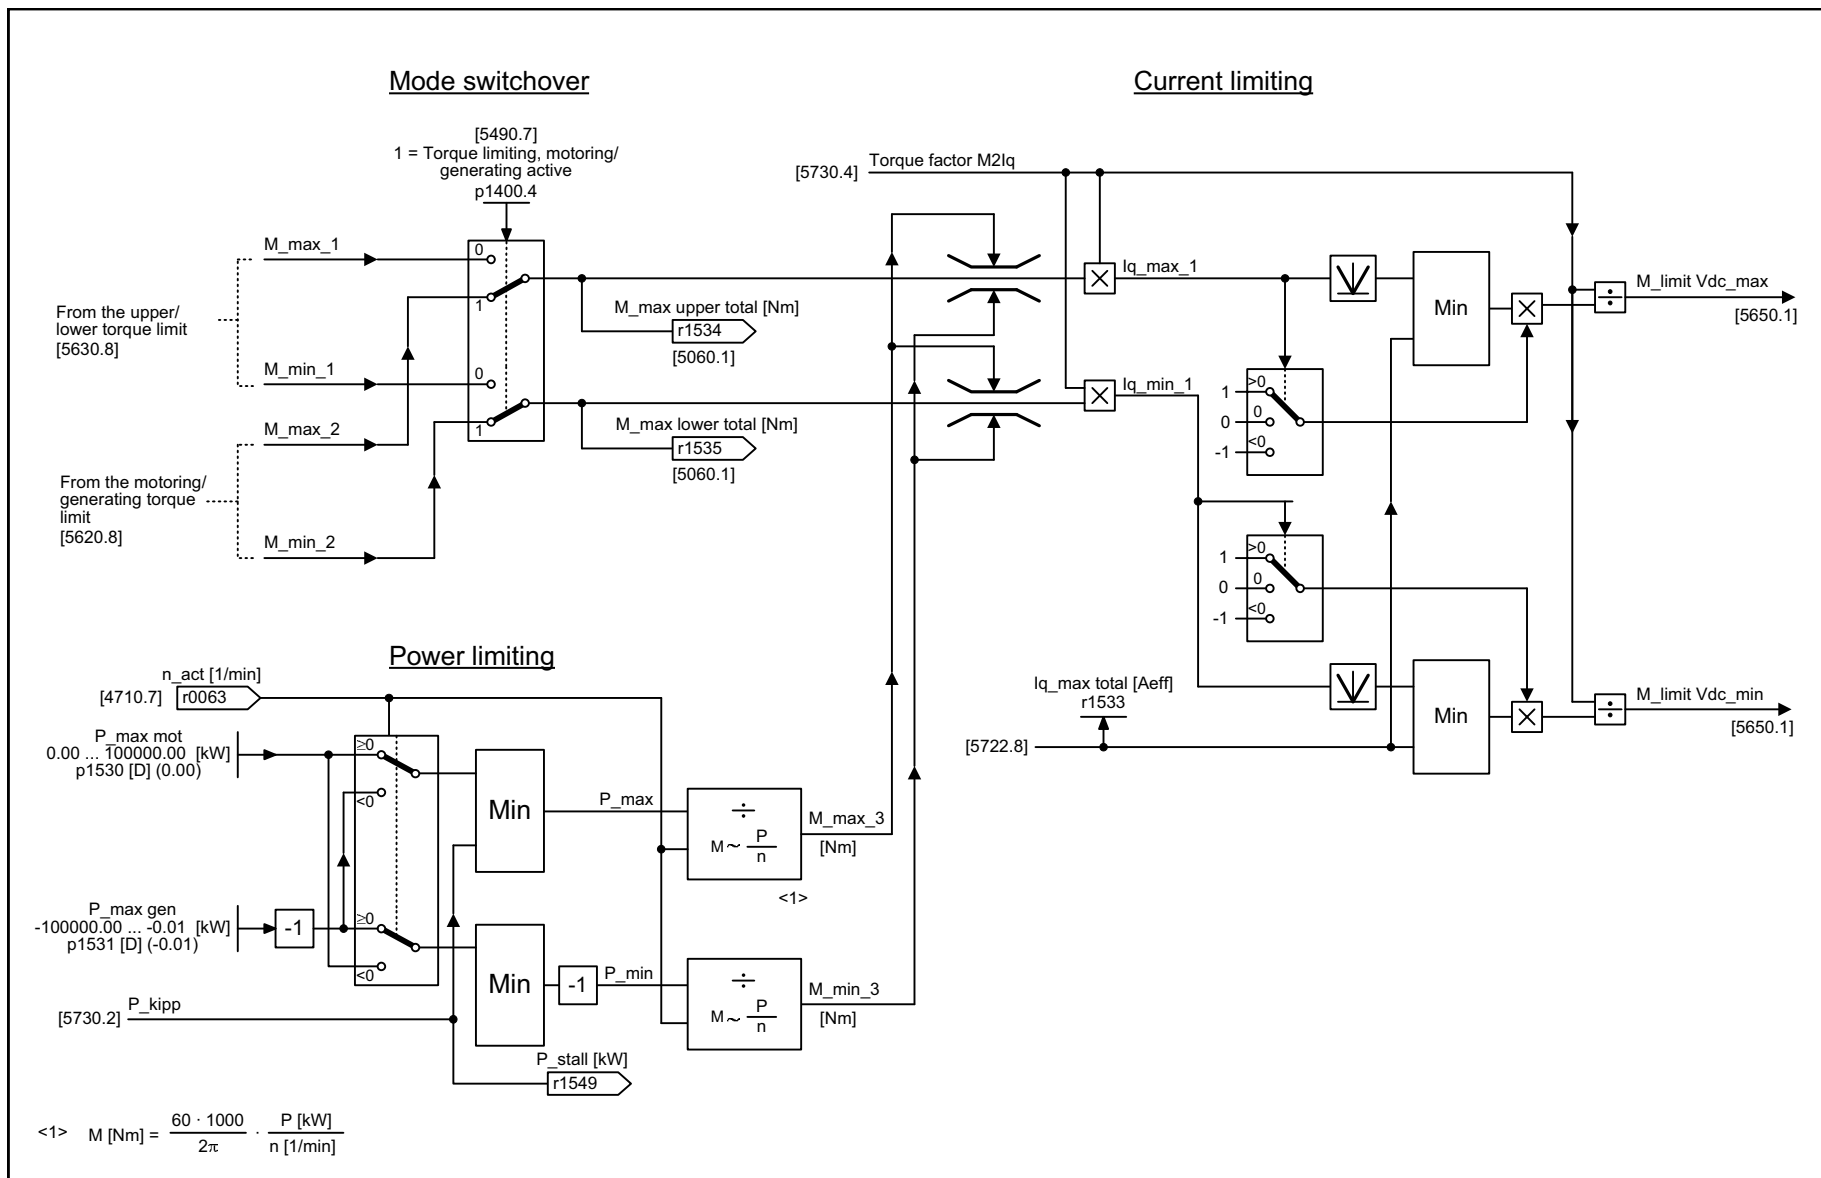 Mode switchover
Current limiting
[5490.7]
1 = Torque limiting, motoring/
generating active
p1400.4
[5730.4]
Torque factor M2Iq
M_max_1
0
1
From the upper/
lower torque limit
[5630.8]
M_min_1
0
1
M_max_2
From the motoring/
generating torque
limit
[5620.8]
M_min_2
M_max upper total [Nm]
r1534
[5060.1]
M_max lower total [Nm]
r1535
[5060.1]
×
Iq_max_1
×
Iq_min_1
Min
×
÷
M_limit Vdc_max
[5650.1]
1
>0
0
0
-1
<0
1
>0
0
0
-1
<0
Iq_max total [Aeff]
r1533
[5722.8]
Min
×
÷
M_limit Vdc_min
[5650.1]
Power limiting
n_act [1/min]
[4710.7]
r0063
P_max mot
0.00 ... 100000.00 [kW]
p1530 [D] (0.00)
≥0
<0
Min
P_max
÷
M ~ P/n
M_max_3
[Nm]
<1>
P_max gen
-100000.00 ... -0.01 [kW]
p1531 [D] (-0.01)
-1
≥0
<0
Min
-1
P_min
÷
M ~ P/n
M_min_3
[Nm]
[5730.2]
P_kipp
P_stall [kW]
r1549
<1> M [Nm] = 60 · 1000 / 2π · P [kW] / n [1/min]